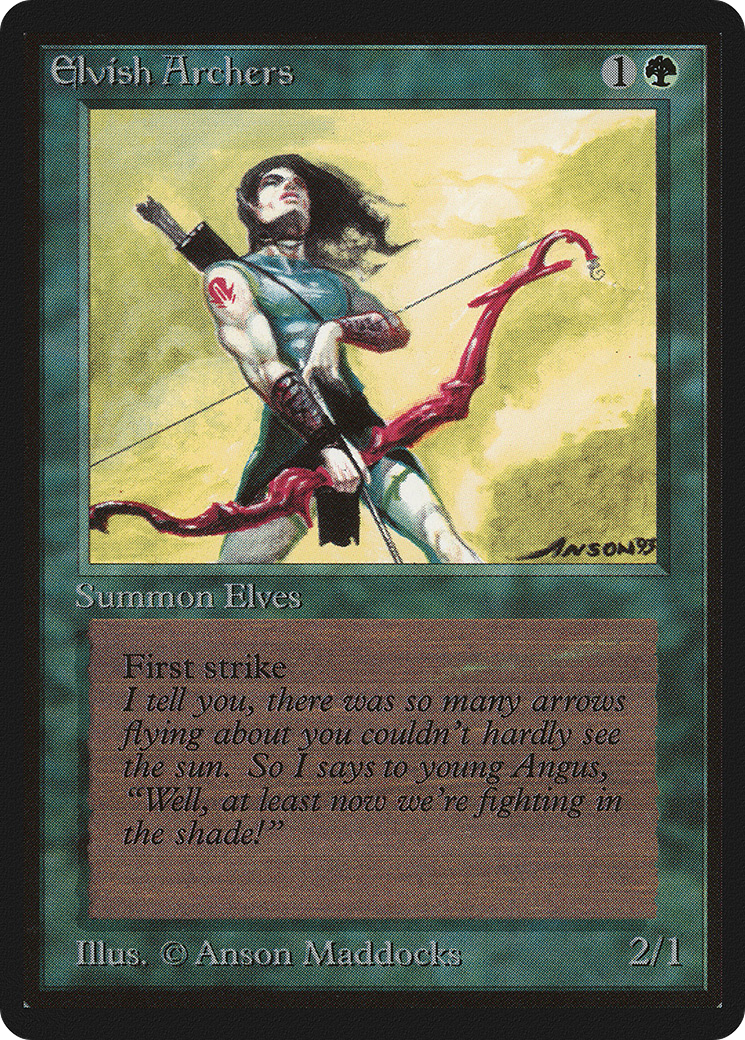 Elvish Archers 1
ANSON93
Summon Elves
First strike
I tell you, there was so many arrows
flying about you couldn't hardly see
the sun. So I says to young Angus,
“Well, at least now we're fighting in
the shade!”
Illus. © Anson Maddocks 2/1